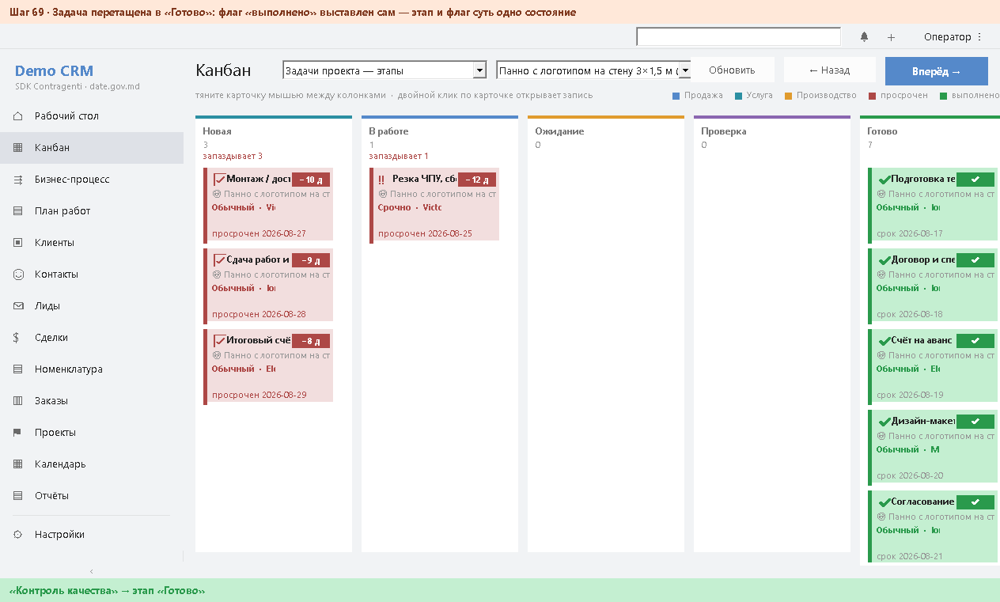 Шаг 69 · Задача перетащена в «Готово»: флаг «выполнено» выставлен сам — этап и флаг суть одно состояние
Оператор
Demo CRM
SDK Contragenti · date.gov.md
Рабочий стол
Канбан
Бизнес-процесс
План работ
Клиенты
Контакты
Лиды
Сделки
Номенклатура
Заказы
Проекты
Календарь
Отчёты
Настройки
Канбан
Задачи проекта — этапы
Панно с логотипом на стену 3×1,5 м (
Обновить
← Назад
Вперёд →
тяните карточку мышью между колонками · двойной клик по карточке открывает запись
Продажа
Услуга
Производство
просрочен
выполнено
Новая
3
запаздывает 3
Монтаж / дост
−10 д
Панно с логотипом на ст
Обычный · Vi
просрочен 2026-08-27
Сдача работ и
−9 д
Панно с логотипом на ст
Обычный · Io
просрочен 2026-08-28
Итоговый счё
−8 д
Панно с логотипом на ст
Обычный · El
просрочен 2026-08-29
В работе
1
запаздывает 1
Резка ЧПУ, сб
−12 д
Панно с логотипом на ст
Срочно · Victo
просрочен 2026-08-25
Ожидание
0
Проверка
0
Готово
7
Подготовка те
Панно с логотипом на ст
Обычный · Io
срок 2026-08-17
Договор и спе
Панно с логотипом на ст
Обычный · Io
срок 2026-08-18
Счёт на аванс
Панно с логотипом на ст
Обычный · El
срок 2026-08-19
Дизайн-маке
Панно с логотипом на ст
Обычный · M
срок 2026-08-20
Согласование
Панно с логотипом на ст
Обычный · Io
срок 2026-08-21
«Контроль качества» → этап «Готово»